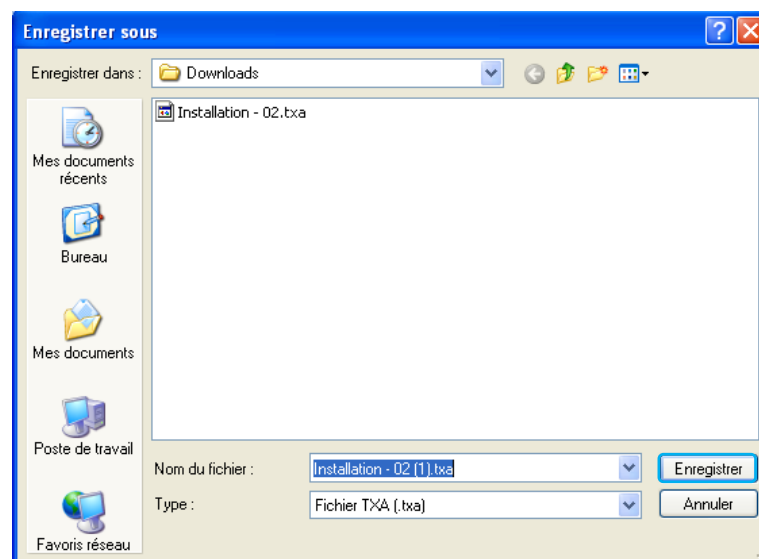 Enregistrer sous
Enregistrer dans :
Downloads
Installation - 02.txa
Mes documents
récents
Bureau
Mes documents
Poste de travail
Favoris réseau
Nom du fichier :
Installation - 02 (1).txa
Enregistrer
Type :
Fichier TXA (.txa)
Annuler